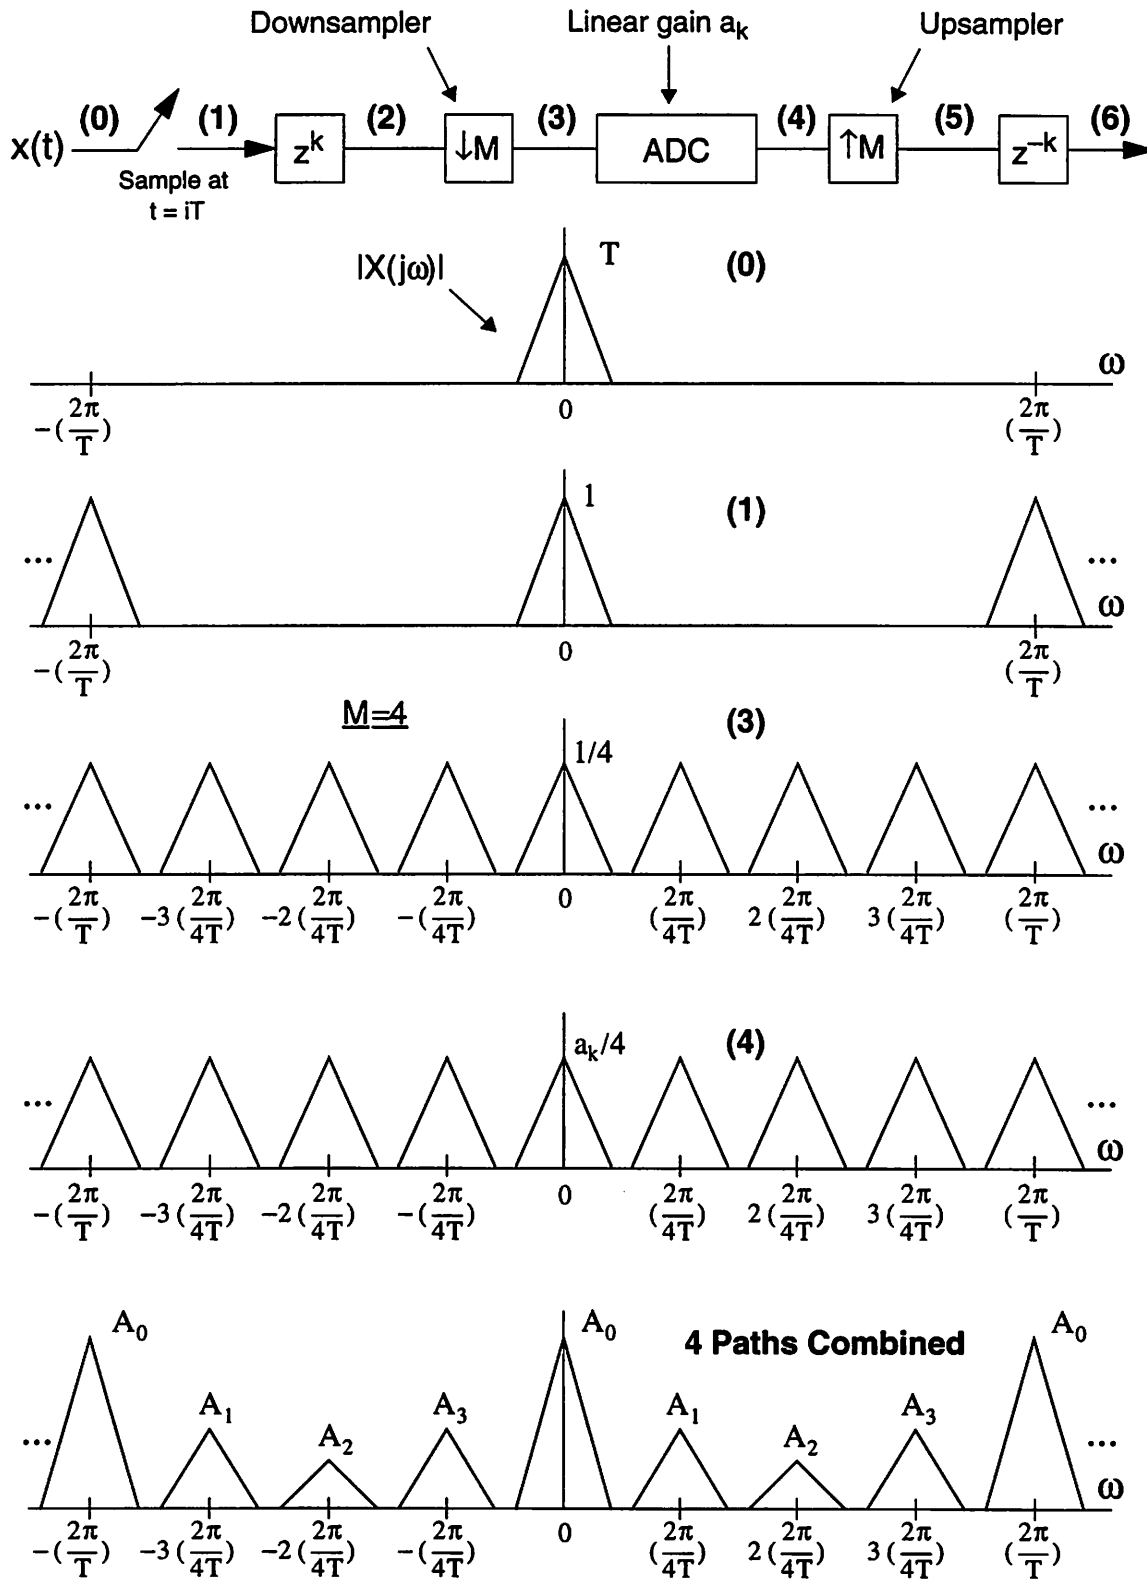 Downsampler Linear gain a_k Upsampler
(0) (1) (2) (3) (4) (5) (6)
x(t) z^k ↓M ADC ↑M z^−k
Sample at
t = iT
|X(jω)| T (0)
ω
−(2π/T) 0 (2π/T)
1 (1)
... ...
ω
−(2π/T) 0 (2π/T)
M=4 (3)
1/4
... ...
ω
−(2π/T) −3(2π/4T) −2(2π/4T) −(2π/4T) 0 (2π/4T) 2(2π/4T) 3(2π/4T) (2π/T)
a_k/4 (4)
... ...
ω
−(2π/T) −3(2π/4T) −2(2π/4T) −(2π/4T) 0 (2π/4T) 2(2π/4T) 3(2π/4T) (2π/T)
A_0 A_0 4 Paths Combined A_0
A_1 A_2 A_3 A_1 A_2 A_3
... ...
ω
−(2π/T) −3(2π/4T) −2(2π/4T) −(2π/4T) 0 (2π/4T) 2(2π/4T) 3(2π/4T) (2π/T)